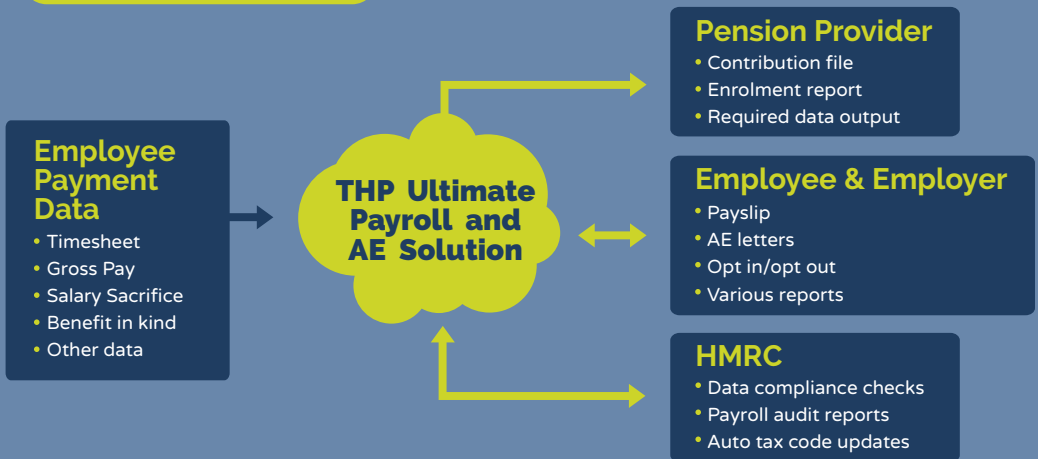 Employee
Payment
Data
• Timesheet
• Gross Pay
• Salary Sacrifice
• Benefit in kind
• Other data
THP Ultimate
Payroll and
AE Solution
Pension Provider
• Contribution file
• Enrolment report
• Required data output
Employee & Employer
• Payslip
• AE letters
• Opt in/opt out
• Various reports
HMRC
• Data compliance checks
• Payroll audit reports
• Auto tax code updates